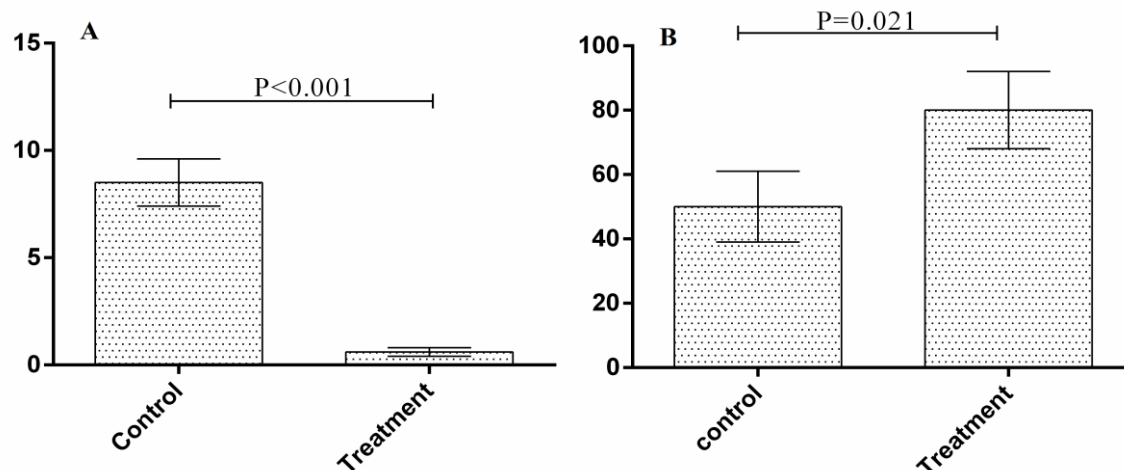 A
P<0.001
15
10
5
0
Control
Treatment
B
P=0.021
100
80
60
40
20
0
control
Treatment